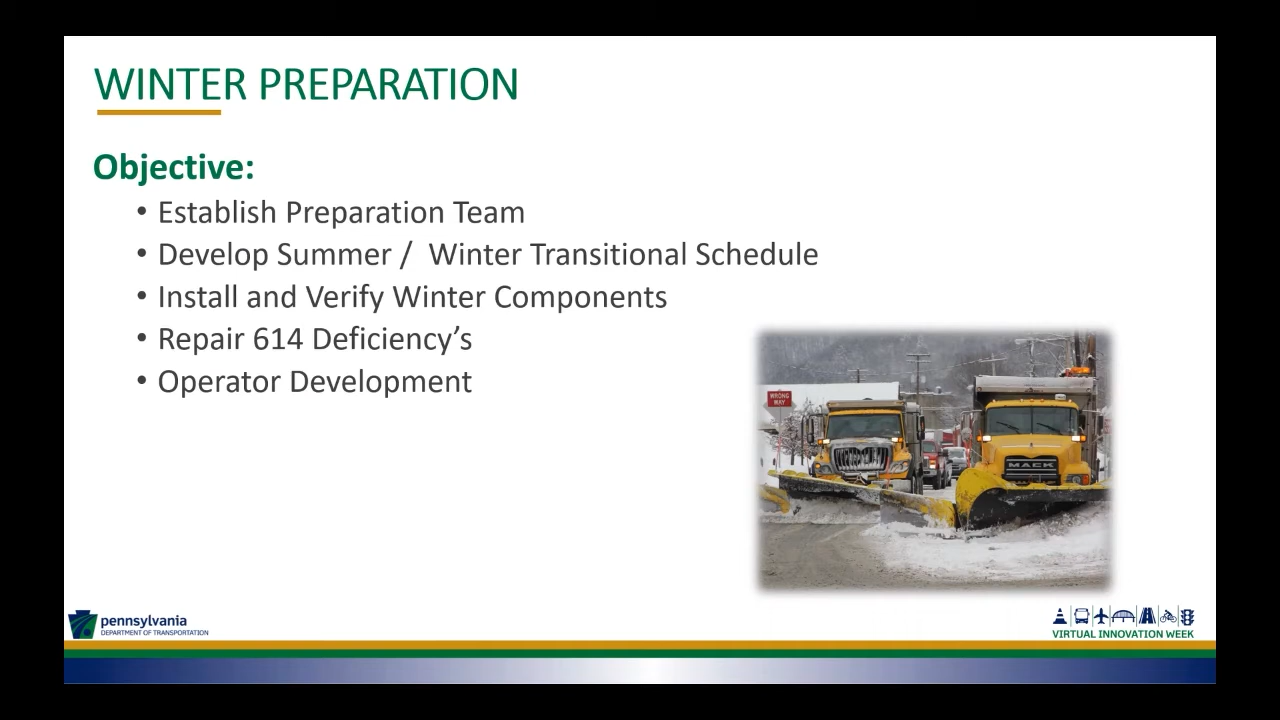 WINTER PREPARATION
Objective:
• Establish Preparation Team
• Develop Summer /  Winter Transitional Schedule
• Install and Verify Winter Components
• Repair 614 Deficiency’s
• Operator Development
WRONG
WAY
MACK
pennsylvania
DEPARTMENT OF TRANSPORTATION
VIRTUAL INNOVATION WEEK